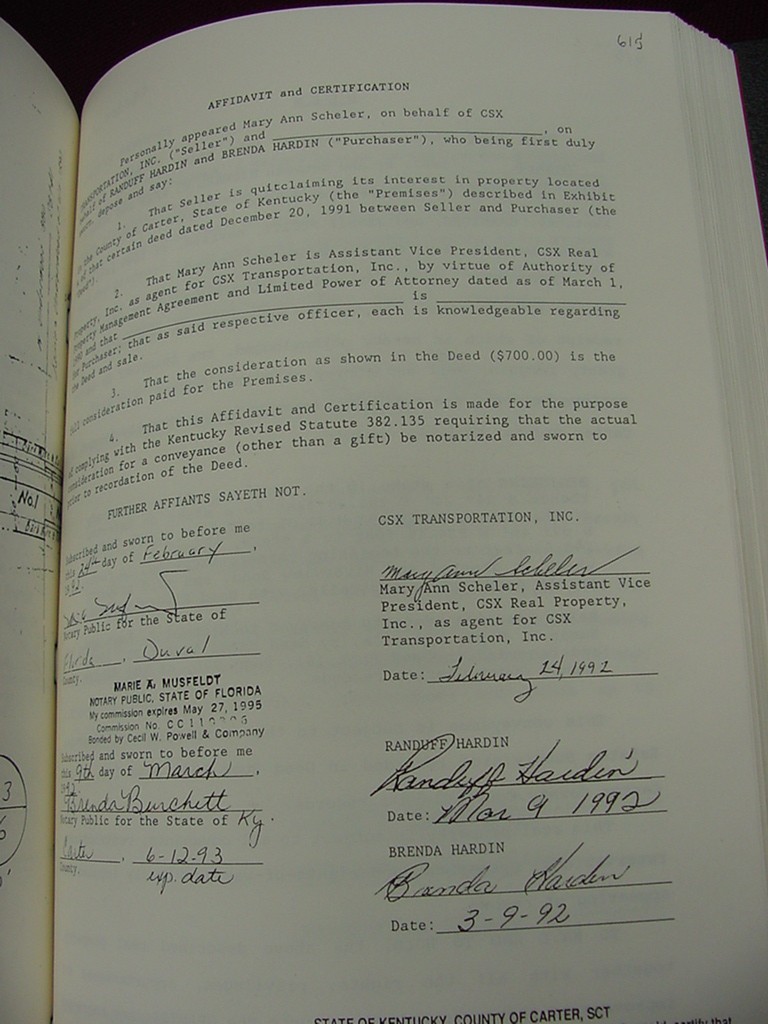 615
AFFIDAVIT and CERTIFICATION
Personally appeared Mary Ann Scheler, on behalf of CSX
TRANSPORTATION, INC. ("Seller") and ____________, on
behalf of RANDUFF HARDIN and BRENDA HARDIN ("Purchaser"), who being first duly
sworn, depose and say:
1. That Seller is quitclaiming its interest in property located
in the County of Carter, State of Kentucky (the "Premises") described in Exhibit
of that certain deed dated December 20, 1991 between Seller and Purchaser (the
"Deed").
2. That Mary Ann Scheler is Assistant Vice President, CSX Real
Property, Inc. as agent for CSX Transportation, Inc., by virtue of Authority of
Property Management Agreement and Limited Power of Attorney dated as of March 1,
and that ____________ is ____________
for Purchaser; that as said respective officer, each is knowledgeable regarding
the Deed and sale.
3. That the consideration as shown in the Deed ($700.00) is the
full consideration paid for the Premises.
4. That this Affidavit and Certification is made for the purpose
of complying with the Kentucky Revised Statute 382.135 requiring that the actual
consideration for a conveyance (other than a gift) be notarized and sworn to
prior to recordation of the Deed.
FURTHER AFFIANTS SAYETH NOT.
Subscribed and sworn to before me
this 24th day of February,
1992.
Notary Public for the State of
Florida, Duval
County.
MARIE A. MUSFELDT
NOTARY PUBLIC, STATE OF FLORIDA
My commission expires May 27, 1995
Commission No.
Bonded by Cecil W. Powell & Company
Subscribed and sworn to before me
this 9th day of March,
1992.
Brenda Burchett
Notary Public for the State of Ky.
Carter, 6-12-93
County. exp. date
CSX TRANSPORTATION, INC.
Mary Ann Scheler
Mary Ann Scheler, Assistant Vice
President, CSX Real Property,
Inc., as agent for CSX
Transportation, Inc.
Date: February 24, 1992
RANDUFF HARDIN
Randuff Hardin
Date: Mar 9 1992
BRENDA HARDIN
Brenda Hardin
Date: 3-9-92
STATE OF KENTUCKY, COUNTY OF CARTER, SCT
No.1
3